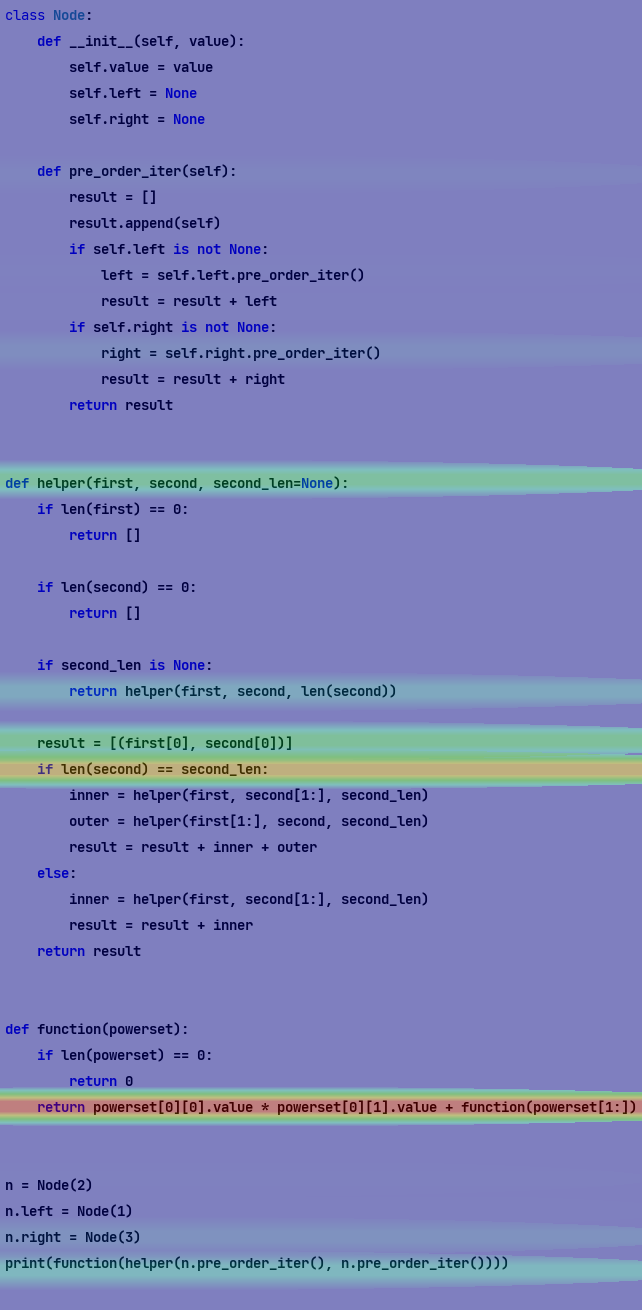 class Node:
    def __init__(self, value):
        self.value = value
        self.left = None
        self.right = None

    def pre_order_iter(self):
        result = []
        result.append(self)
        if self.left is not None:
            left = self.left.pre_order_iter()
            result = result + left
        if self.right is not None:
            right = self.right.pre_order_iter()
            result = result + right
        return result


def helper(first, second, second_len=None):
    if len(first) == 0:
        return []

    if len(second) == 0:
        return []

    if second_len is None:
        return helper(first, second, len(second))

    result = [(first[0], second[0])]
    if len(second) == second_len:
        inner = helper(first, second[1:], second_len)
        outer = helper(first[1:], second, second_len)
        result = result + inner + outer
    else:
        inner = helper(first, second[1:], second_len)
        result = result + inner
    return result


def function(powerset):
    if len(powerset) == 0:
        return 0
    return powerset[0][0].value * powerset[0][1].value + function(powerset[1:])


n = Node(2)
n.left = Node(1)
n.right = Node(3)
print(function(helper(n.pre_order_iter(), n.pre_order_iter())))